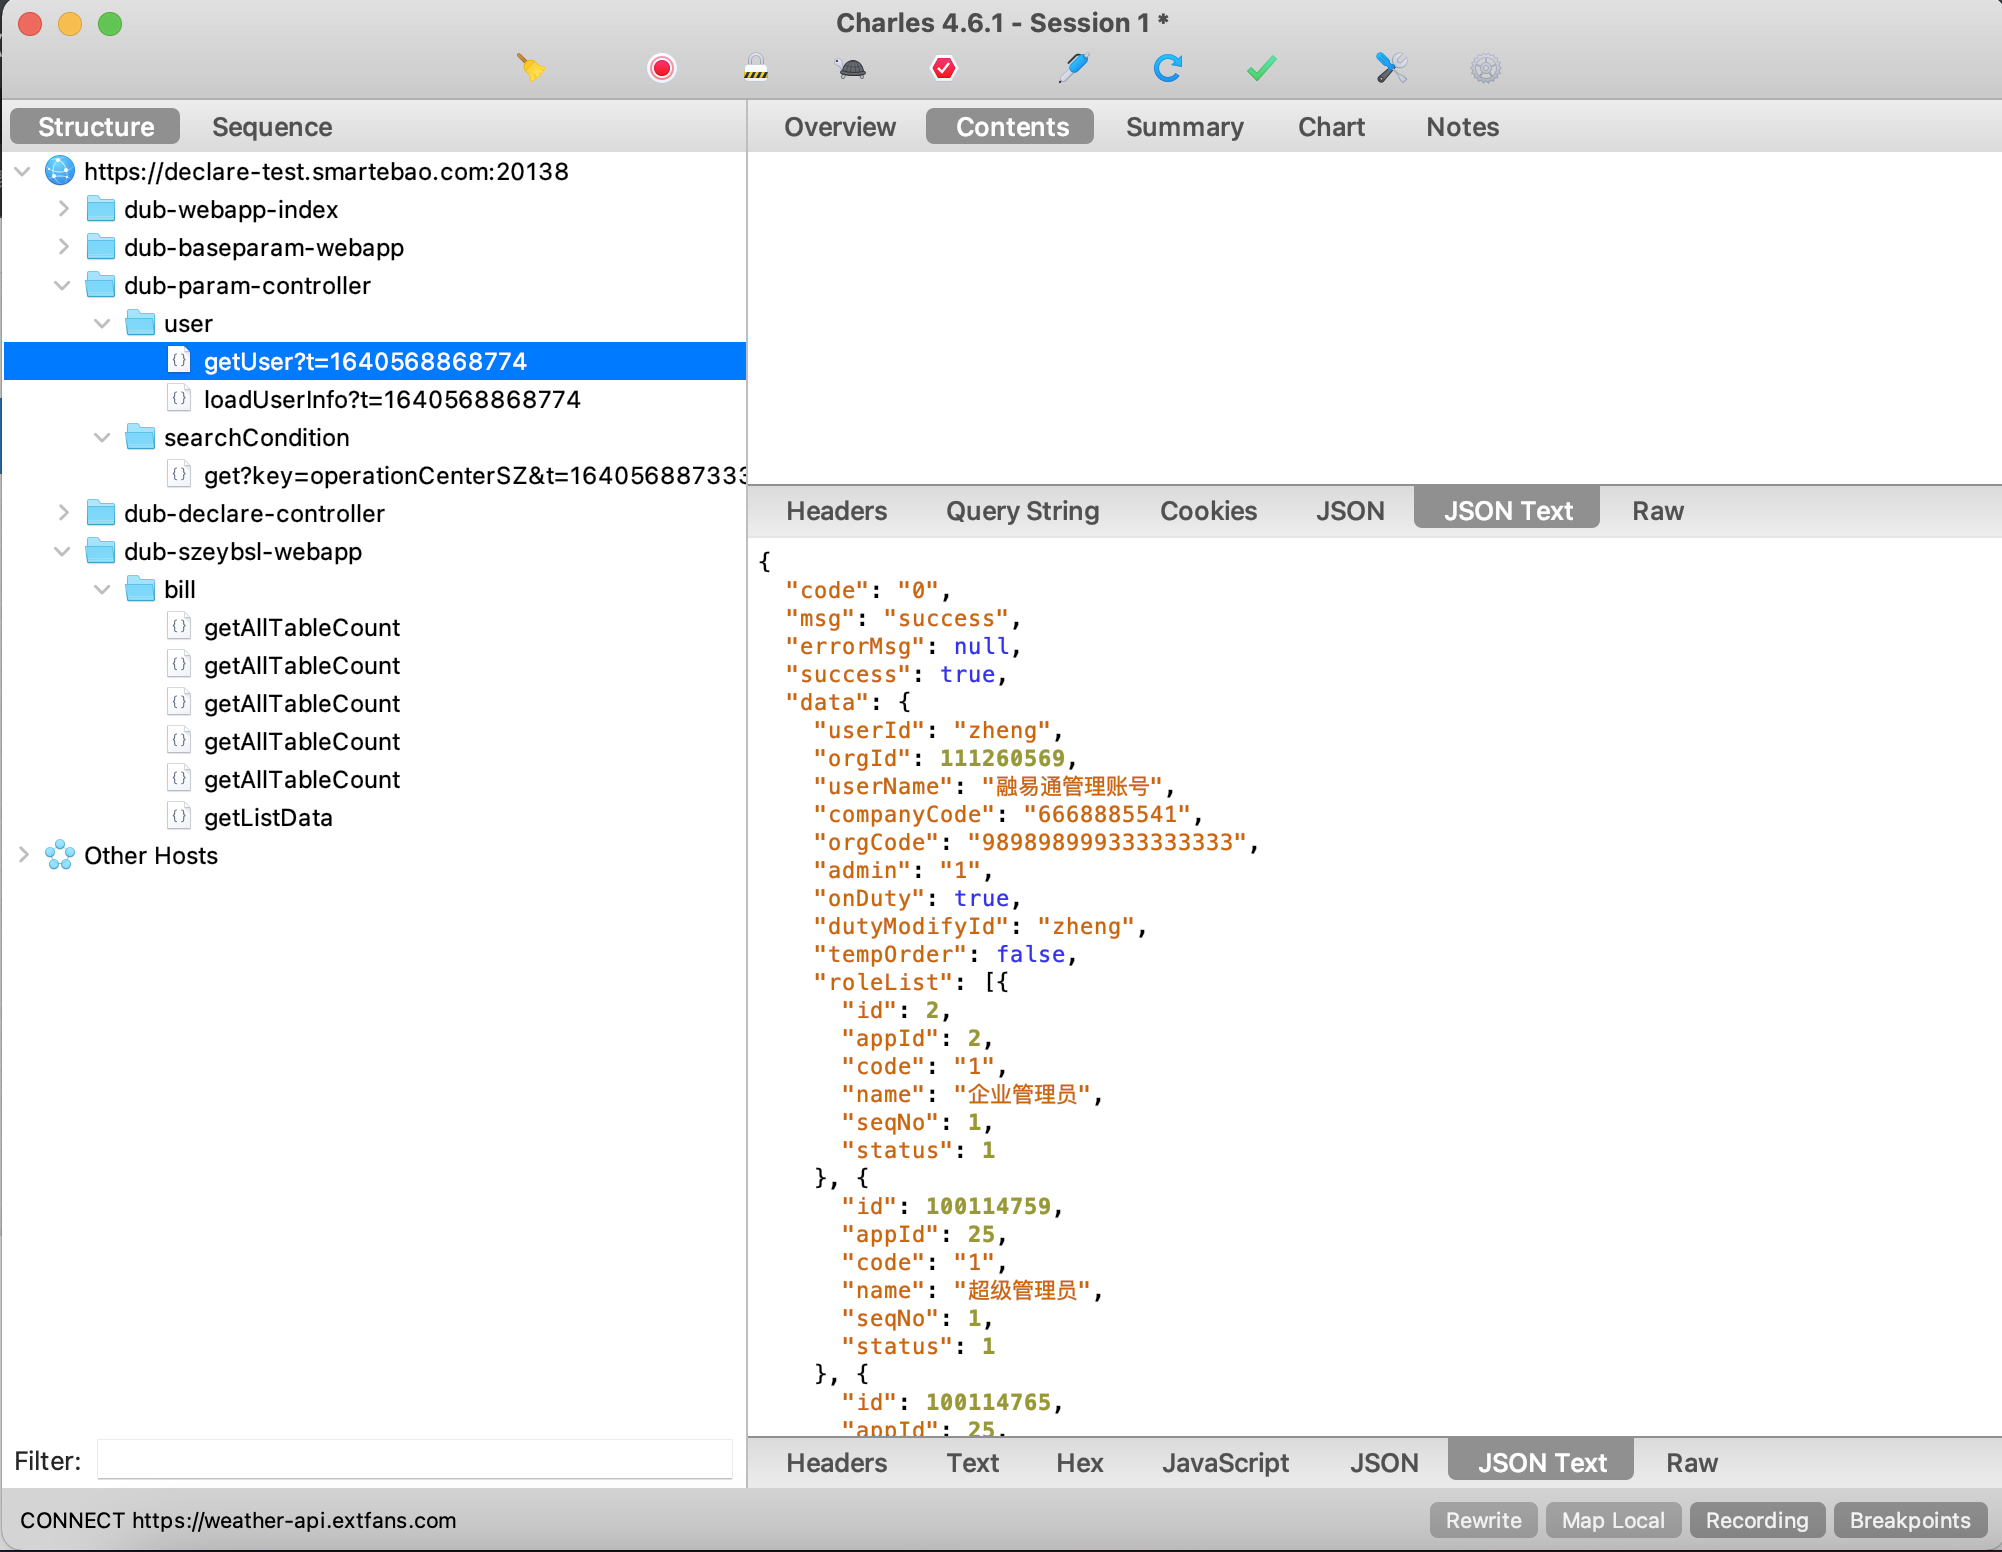 Charles 4.6.1 - Session 1 *
Structure
Sequence
https://declare-test.smartebao.com:20138
dub-webapp-index
dub-baseparam-webapp
dub-param-controller
user
getUser?t=1640568868774
loadUserInfo?t=1640568868774
searchCondition
get?key=operationCenterSZ&t=164056887333
dub-declare-controller
dub-szeybsl-webapp
bill
getAllTableCount
getAllTableCount
getAllTableCount
getAllTableCount
getAllTableCount
getListData
Other Hosts
Filter:
Overview
Contents
Summary
Chart
Notes
Headers
Query String
Cookies
JSON
JSON Text
Raw
{
"code": "0",
"msg": "success",
"errorMsg": null,
"success": true,
"data": {
"userId": "zheng",
"orgId": 111260569,
"userName": "融易通管理账号",
"companyCode": "6668885541",
"orgCode": "989898999333333333",
"admin": "1",
"onDuty": true,
"dutyModifyId": "zheng",
"tempOrder": false,
"roleList": [{
"id": 2,
"appId": 2,
"code": "1",
"name": "企业管理员",
"seqNo": 1,
"status": 1
}, {
"id": 100114759,
"appId": 25,
"code": "1",
"name": "超级管理员",
"seqNo": 1,
"status": 1
}, {
"id": 100114765,
"appId": 25,
Headers
Text
Hex
JavaScript
JSON
JSON Text
Raw
CONNECT https://weather-api.extfans.com
Rewrite
Map Local
Recording
Breakpoints